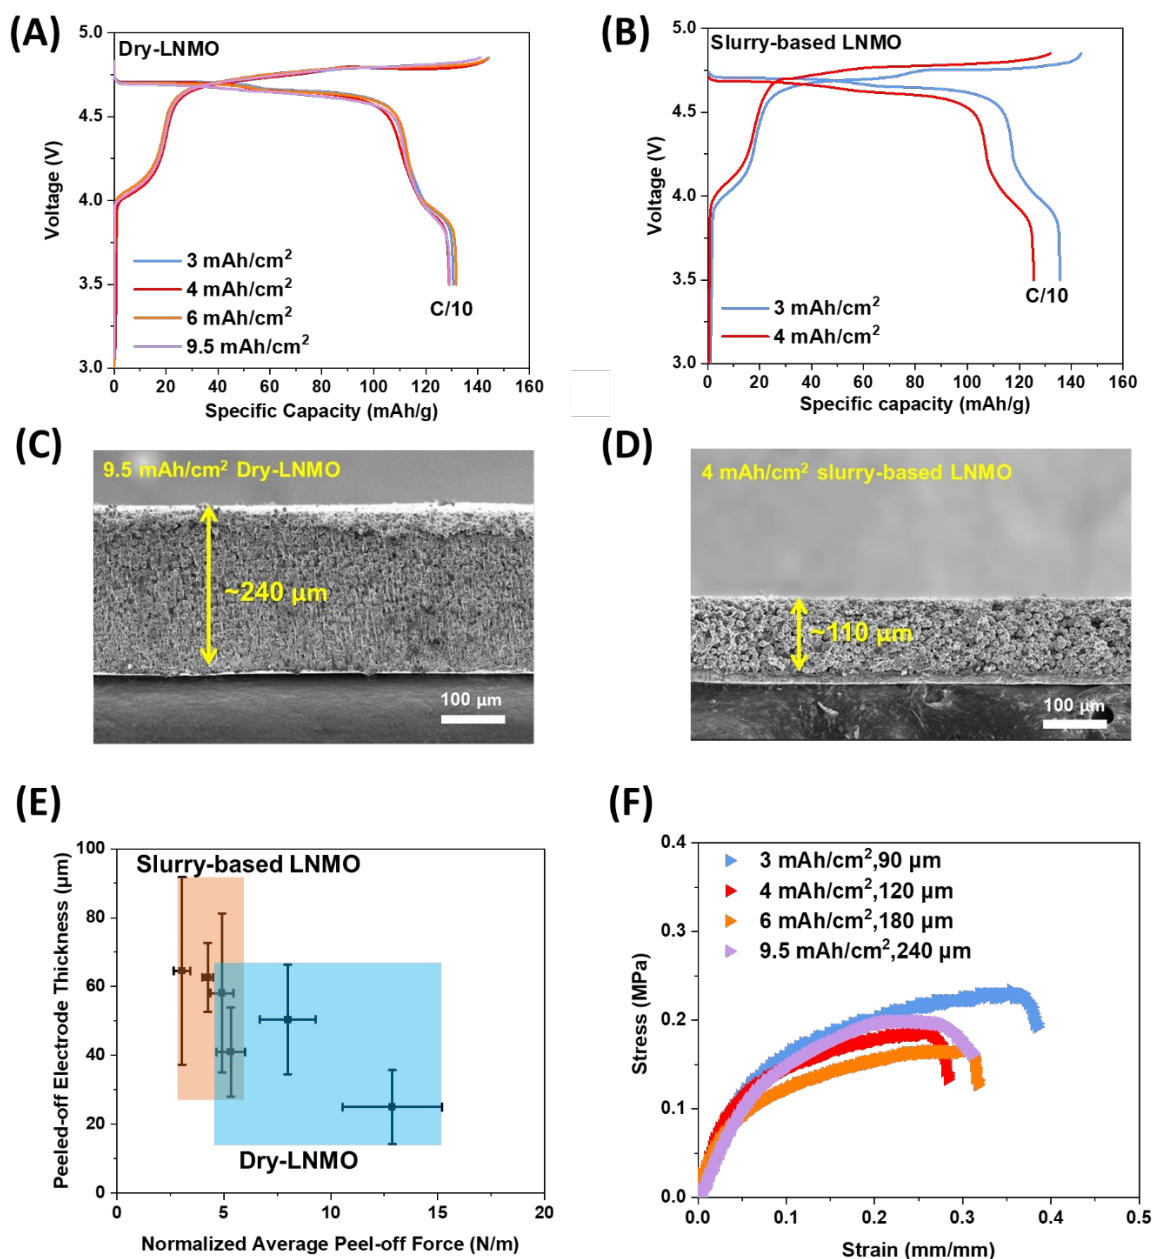 (A)
Dry-LNMO
5.0
4.5
4.0
3.5
3.0
Voltage (V)
3 mAh/cm²
4 mAh/cm²
6 mAh/cm²
9.5 mAh/cm²
C/10
0 20 40 60 80 100 120 140 160
Specific Capacity (mAh/g)
(B)
Slurry-based LNMO
5.0
4.5
4.0
3.5
3.0
Voltage (V)
3 mAh/cm²
4 mAh/cm²
C/10
0 20 40 60 80 100 120 140 160
Specific capacity (mAh/g)
(C)
9.5 mAh/cm² Dry-LNMO
~240 μm
100 μm
(D)
4 mAh/cm² slurry-based LNMO
~110 μm
100 μm
(E)
Slurry-based LNMO
100
80
60
40
20
0
Peeled-off Electrode Thickness (μm)
Dry-LNMO
0 5 10 15 20
Normalized Average Peel-off Force (N/m)
(F)
0.4
0.3
0.2
0.1
0.0
Stress (MPa)
3 mAh/cm²,90 μm
4 mAh/cm²,120 μm
6 mAh/cm²,180 μm
9.5 mAh/cm²,240 μm
0.0 0.1 0.2 0.3 0.4 0.5
Strain (mm/mm)